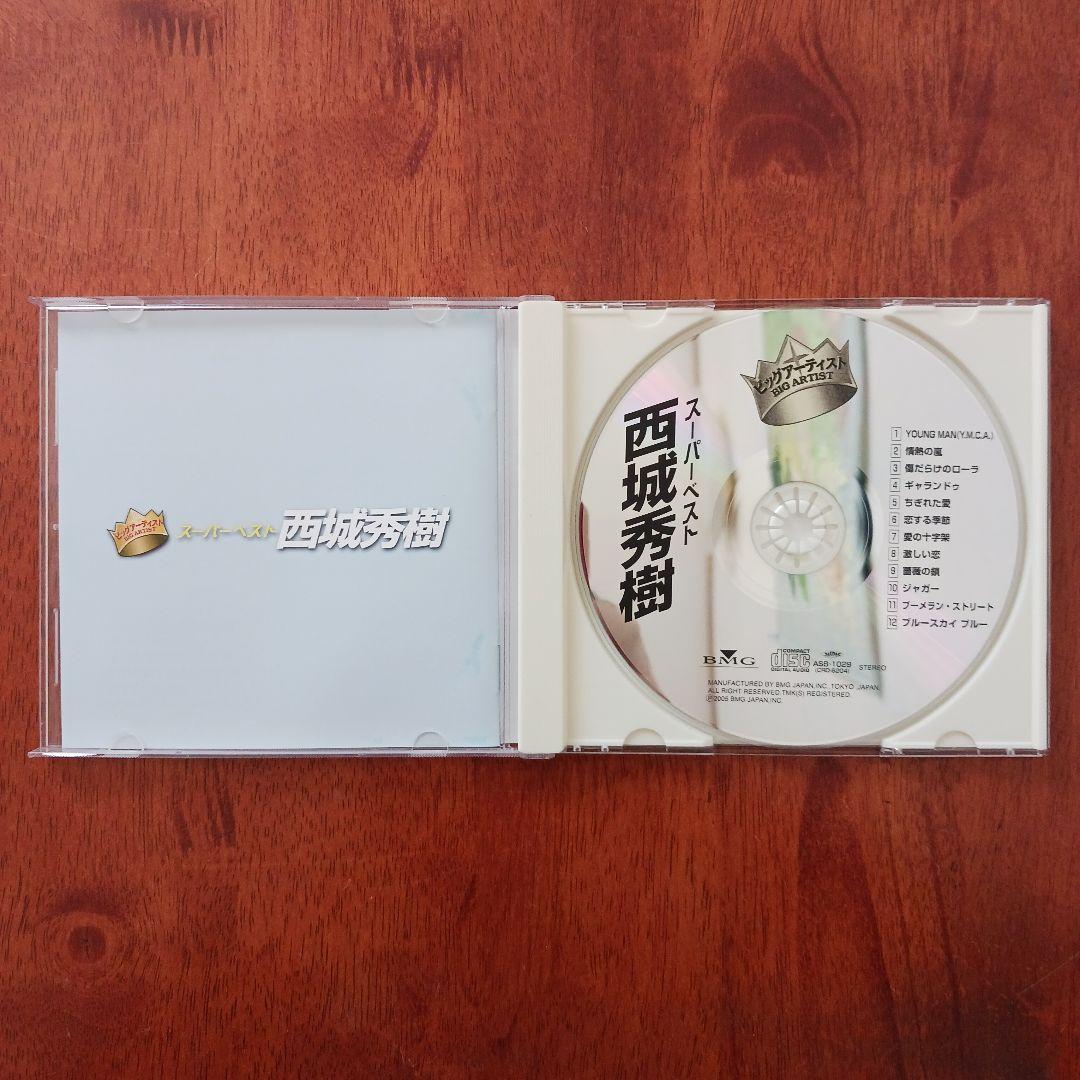 ビッグアーティスト
BIG ARTIST
スーパーベスト 西城秀樹
ビッグアーティスト
BIG ARTIST
スーパーベスト
西城秀樹
1 YOUNG MAN(Y.M.C.A.)
2 情熱の嵐
3 傷だらけのローラ
4 ギャランドゥ
5 ちぎれた愛
6 恋する季節
7 愛の十字架
8 激しい恋
9 薔薇の鎖
10 ジャガー
11 ブーメラン・ストリート
12 ブルースカイ ブルー
BMG
COMPACT
disc
DIGITAL AUDIO
ASB-1029
(CRD-6204)
STEREO
MANUFACTURED BY BMG JAPAN,INC.,TOKYO ,JAPAN.
ALL RIGHT RESERVED.TMK(S) REGISTERED.
Ⓟ2005 BMG JAPAN,INC.